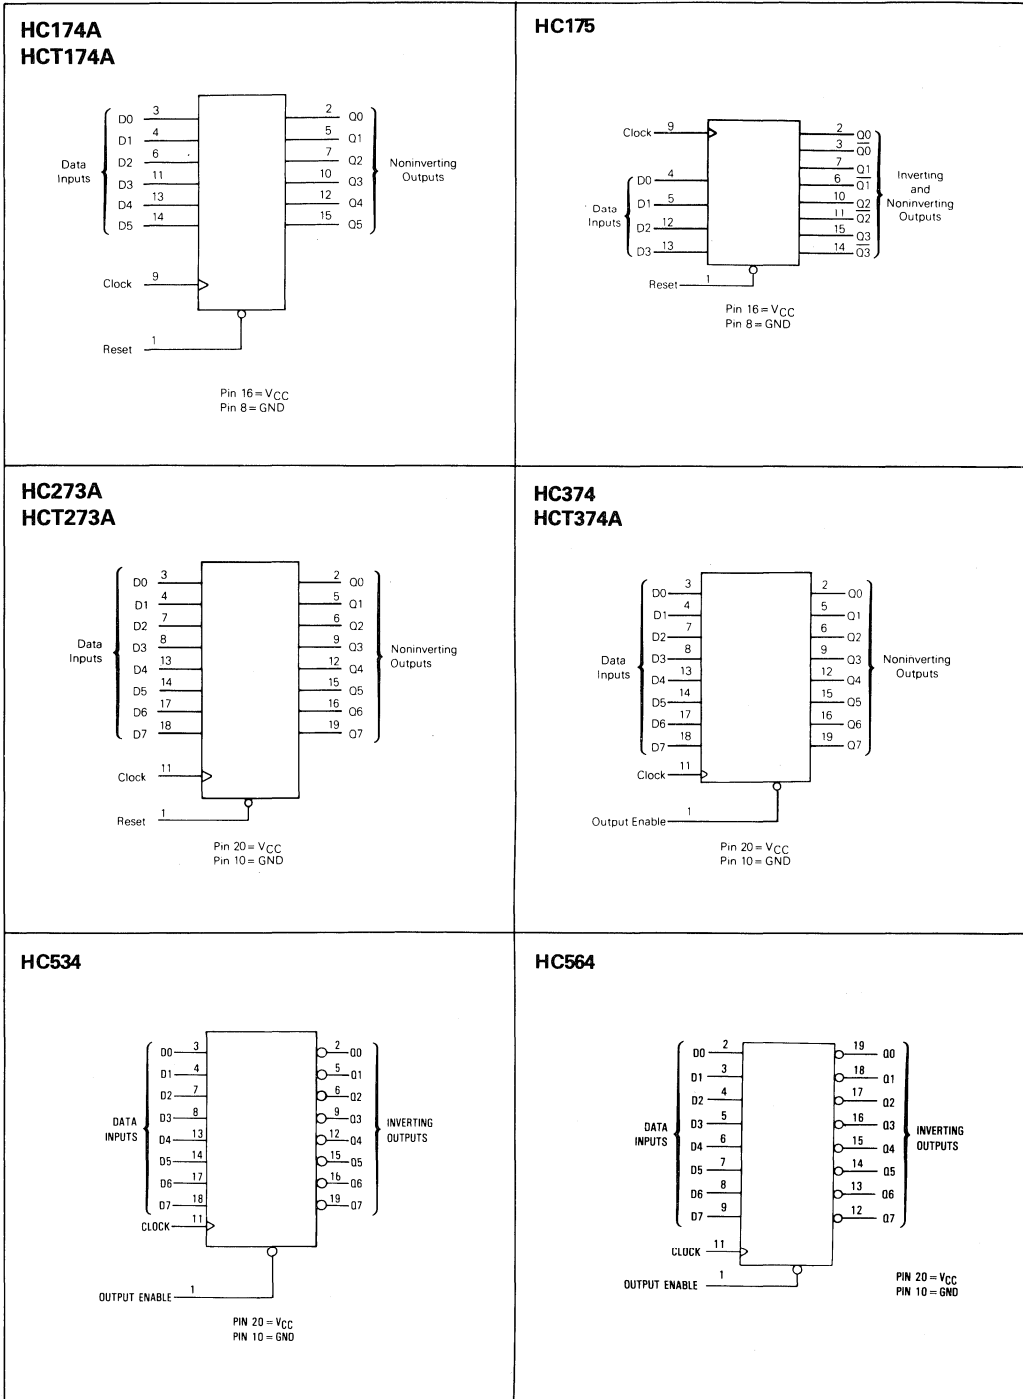 HC174A
HCT174A
Data
Inputs
D0 3
D1 4
D2 6
D3 11
D4 13
D5 14
2 Q0
5 Q1
7 Q2
10 Q3
12 Q4
15 Q5
Noninverting
Outputs
Clock 9
Reset 1
Pin 16=VCC
Pin 8=GND
HC175
Clock 9
Data
Inputs
D0 4
D1 5
D2 12
D3 13
2 Q0
3 Q̅0̅
7 Q1
6 Q̅1̅
10 Q2
11 Q̅2̅
15 Q3
14 Q̅3̅
Inverting
and
Noninverting
Outputs
Reset 1
Pin 16=VCC
Pin 8=GND
HC273A
HCT273A
Data
Inputs
D0 3
D1 4
D2 7
D3 8
D4 13
D5 14
D6 17
D7 18
2 Q0
5 Q1
6 Q2
9 Q3
12 Q4
15 Q5
16 Q6
19 Q7
Noninverting
Outputs
Clock 11
Reset 1
Pin 20=VCC
Pin 10=GND
HC374
HCT374A
Data
Inputs
D0 3
D1 4
D2 7
D3 8
D4 13
D5 14
D6 17
D7 18
2 Q0
5 Q1
6 Q2
9 Q3
12 Q4
15 Q5
16 Q6
19 Q7
Noninverting
Outputs
Clock 11
Output Enable 1
Pin 20=VCC
Pin 10=GND
HC534
DATA
INPUTS
D0 3
D1 4
D2 7
D3 8
D4 13
D5 14
D6 17
D7 18
2 Q0
5 Q1
6 Q2
9 Q3
12 Q4
15 Q5
16 Q6
19 Q7
INVERTING
OUTPUTS
CLOCK 11
OUTPUT ENABLE 1
PIN 20=VCC
PIN 10=GND
HC564
DATA
INPUTS
D0 2
D1 3
D2 4
D3 5
D4 6
D5 7
D6 8
D7 9
19 Q0
18 Q1
17 Q2
16 Q3
15 Q4
14 Q5
13 Q6
12 Q7
INVERTING
OUTPUTS
CLOCK 11
OUTPUT ENABLE 1
PIN 20=VCC
PIN 10=GND